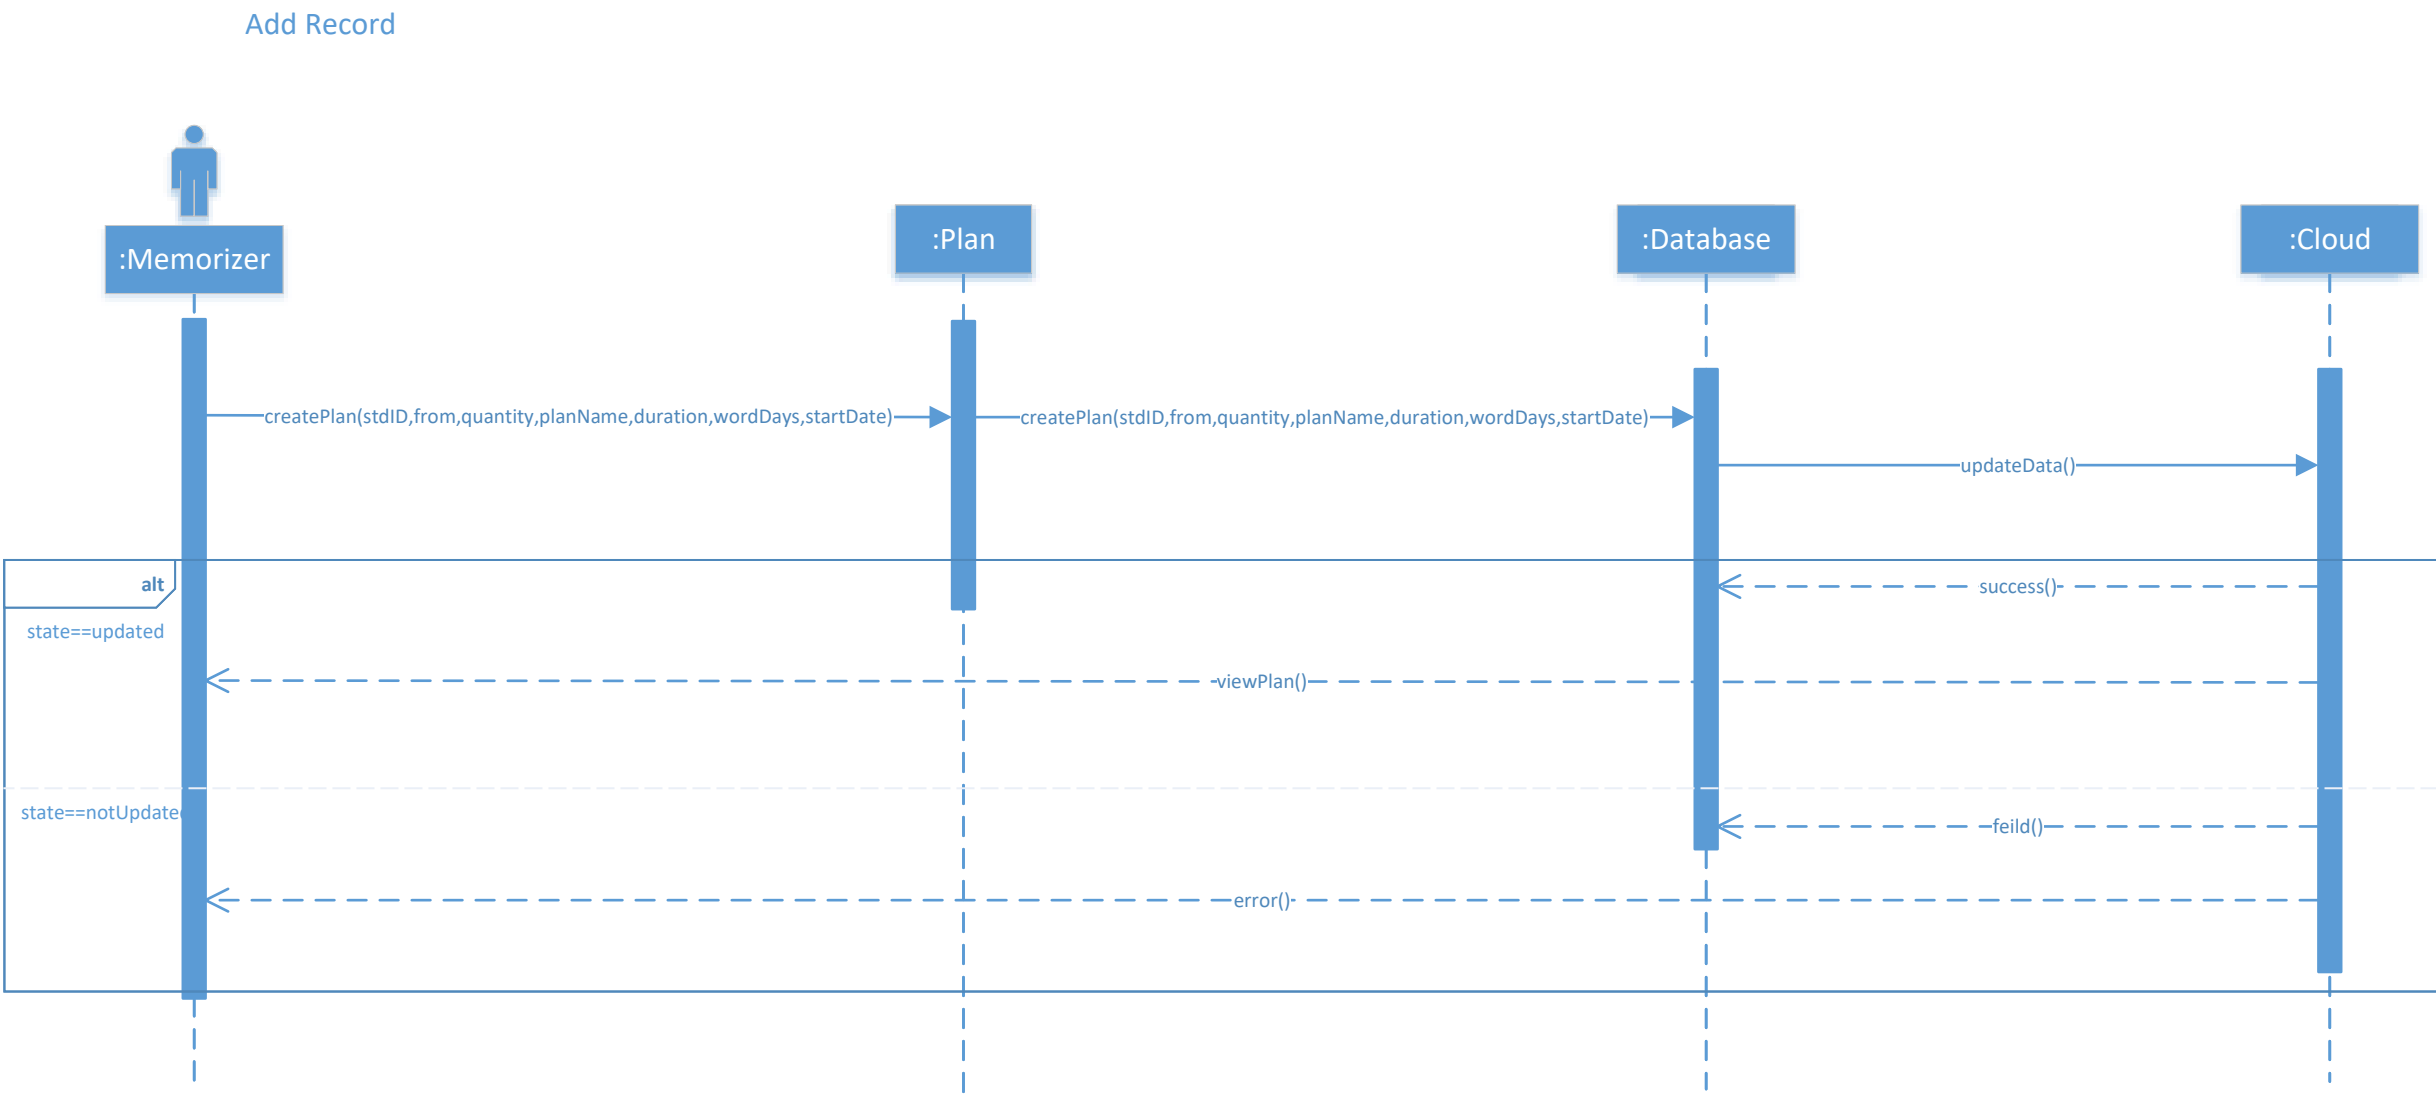 Add Record
:Memorizer
:Plan
:Database
:Cloud
createPlan(stdID,from,quantity,planName,duration,wordDays,startDate)
createPlan(stdID,from,quantity,planName,duration,wordDays,startDate)
updateData()
alt
success()
state==updated
viewPlan()
state==notUpdated
feild()
error()